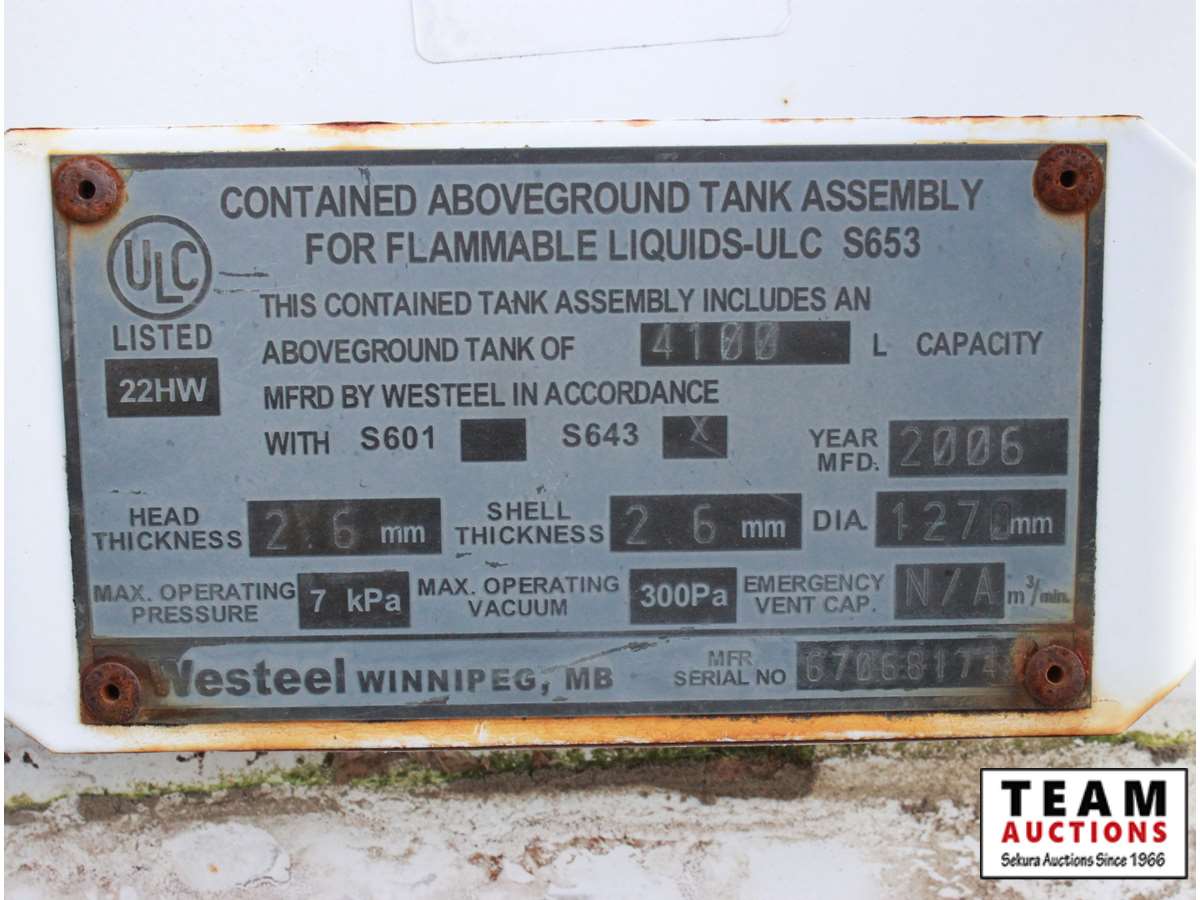 CONTAINED ABOVEGROUND TANK ASSEMBLY
FOR FLAMMABLE LIQUIDS-ULC S653
ULC
LISTED
22HW
THIS CONTAINED TANK ASSEMBLY INCLUDES AN
ABOVEGROUND TANK OF 4100 L CAPACITY
MFRD BY WESTEEL IN ACCORDANCE
WITH S601 S643 X
YEAR MFD. 2006
HEAD THICKNESS 2.6 mm SHELL THICKNESS 2 6 mm DIA. 1270 mm
MAX. OPERATING PRESSURE 7 kPa MAX. OPERATING VACUUM 300Pa EMERGENCY VENT CAP. N/A m³/min.
Westeel WINNIPEG, MB MFR SERIAL NO
TEAM
AUCTIONS
Sekura Auctions Since 1966